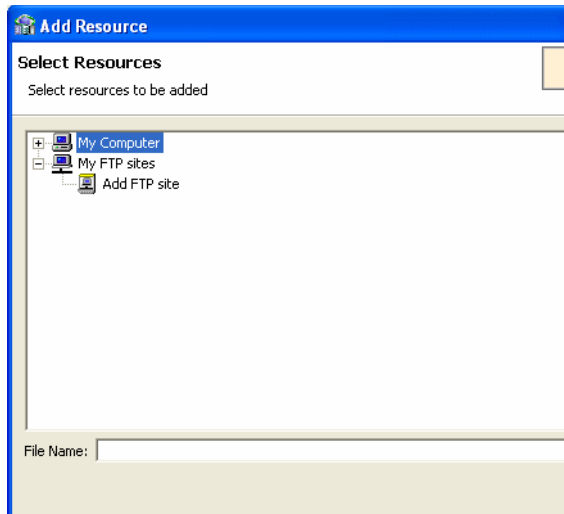 Add Resource
Select Resources
Select resources to be added
My Computer
My FTP sites
Add FTP site
File Name: